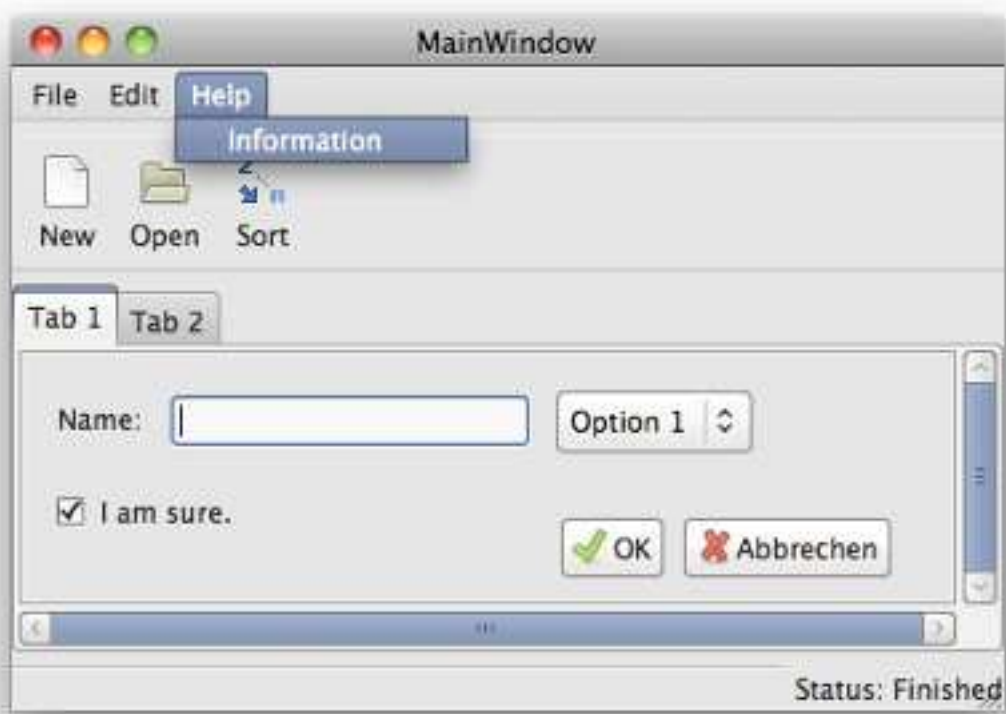 MainWindow
File Edit Help
Information
New Open Sort
Tab 1 Tab 2
Name: Option 1
I am sure.
OK Abbrechen
Status: Finished